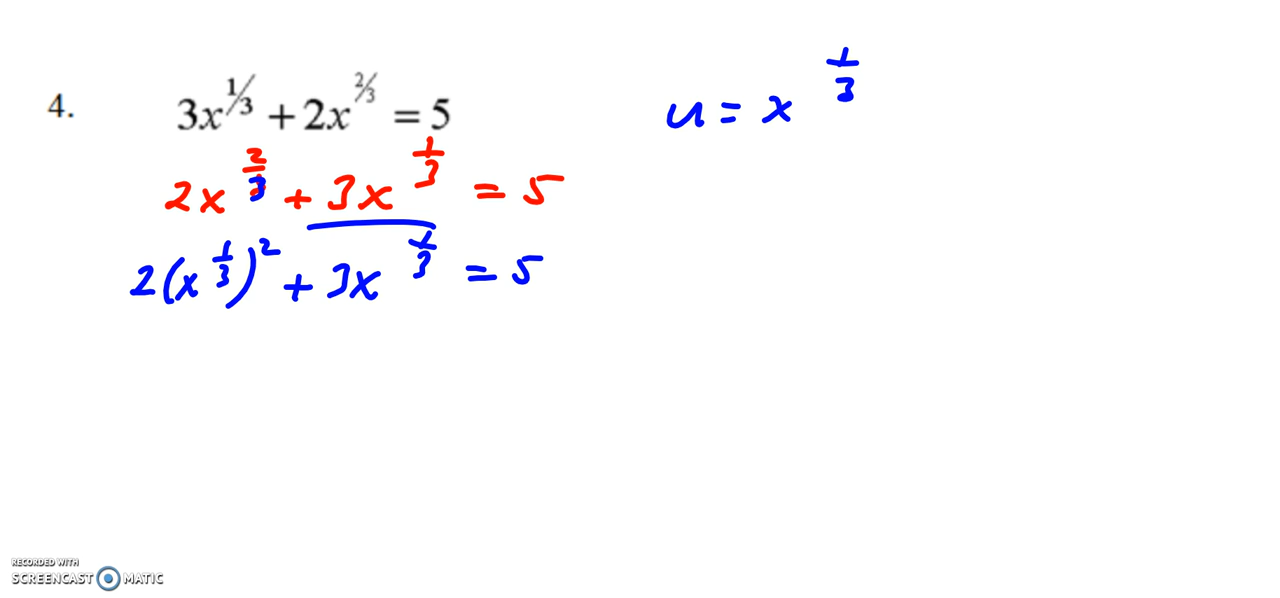 4. 3x^{1/3} + 2x^{2/3} = 5
u = x^{1/3}
2x^{2/3} + 3x^{1/3} = 5
2(x^{1/3})^2 + 3x^{1/3} = 5
RECORDED WITH
SCREENCAST MATIC